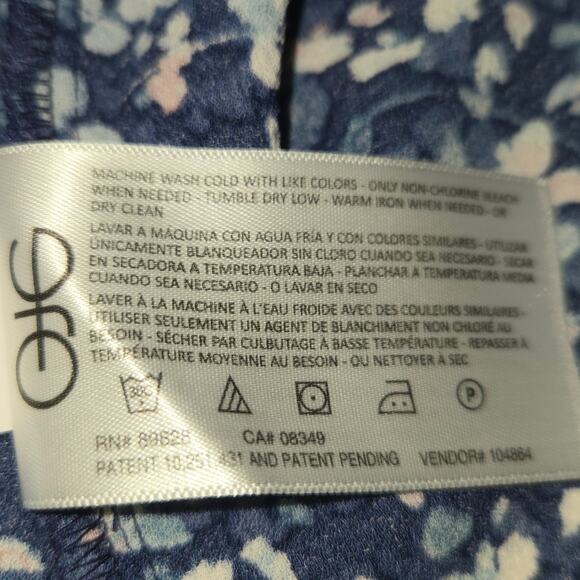 MACHINE WASH COLD WITH LIKE COLORS - ONLY NON-CHLORINE BLEACH
WHEN NEEDED - TUMBLE DRY LOW - WARM IRON WHEN NEEDED - OR
DRY CLEAN
LAVAR A MAQUINA CON AGUA FRÍA Y CON COLORES SIMILARES - UTILIZAR
ÚNICAMENTE BLANQUEADOR SIN CLORO CUANDO SEA NECESARIO - SECAR
EN SECADORA A TEMPERATURA BAJA - PLANCHAR A TEMPERATURA MEDIA
CUANDO SEA NECESARIO - O LAVAR EN SECO
LAVER À LA MACHINE À L'EAU FROIDE AVEC DES COULEURS SIMILAIRES -
UTILISER SEULEMENT UN AGENT DE BLANCHIMENT NON CHLORÉ AU
BESOIN - SÉCHER PAR CULBUTAGE À BASSE TEMPÉRATURE - REPASSER À
TEMPÉRATURE MOYENNE AU BESOIN - OU NETTOYER À SEC
30C P
RN# 89628 CA# 08349
PATENT 10,251,431 AND PATENT PENDING VENDOR# 104864